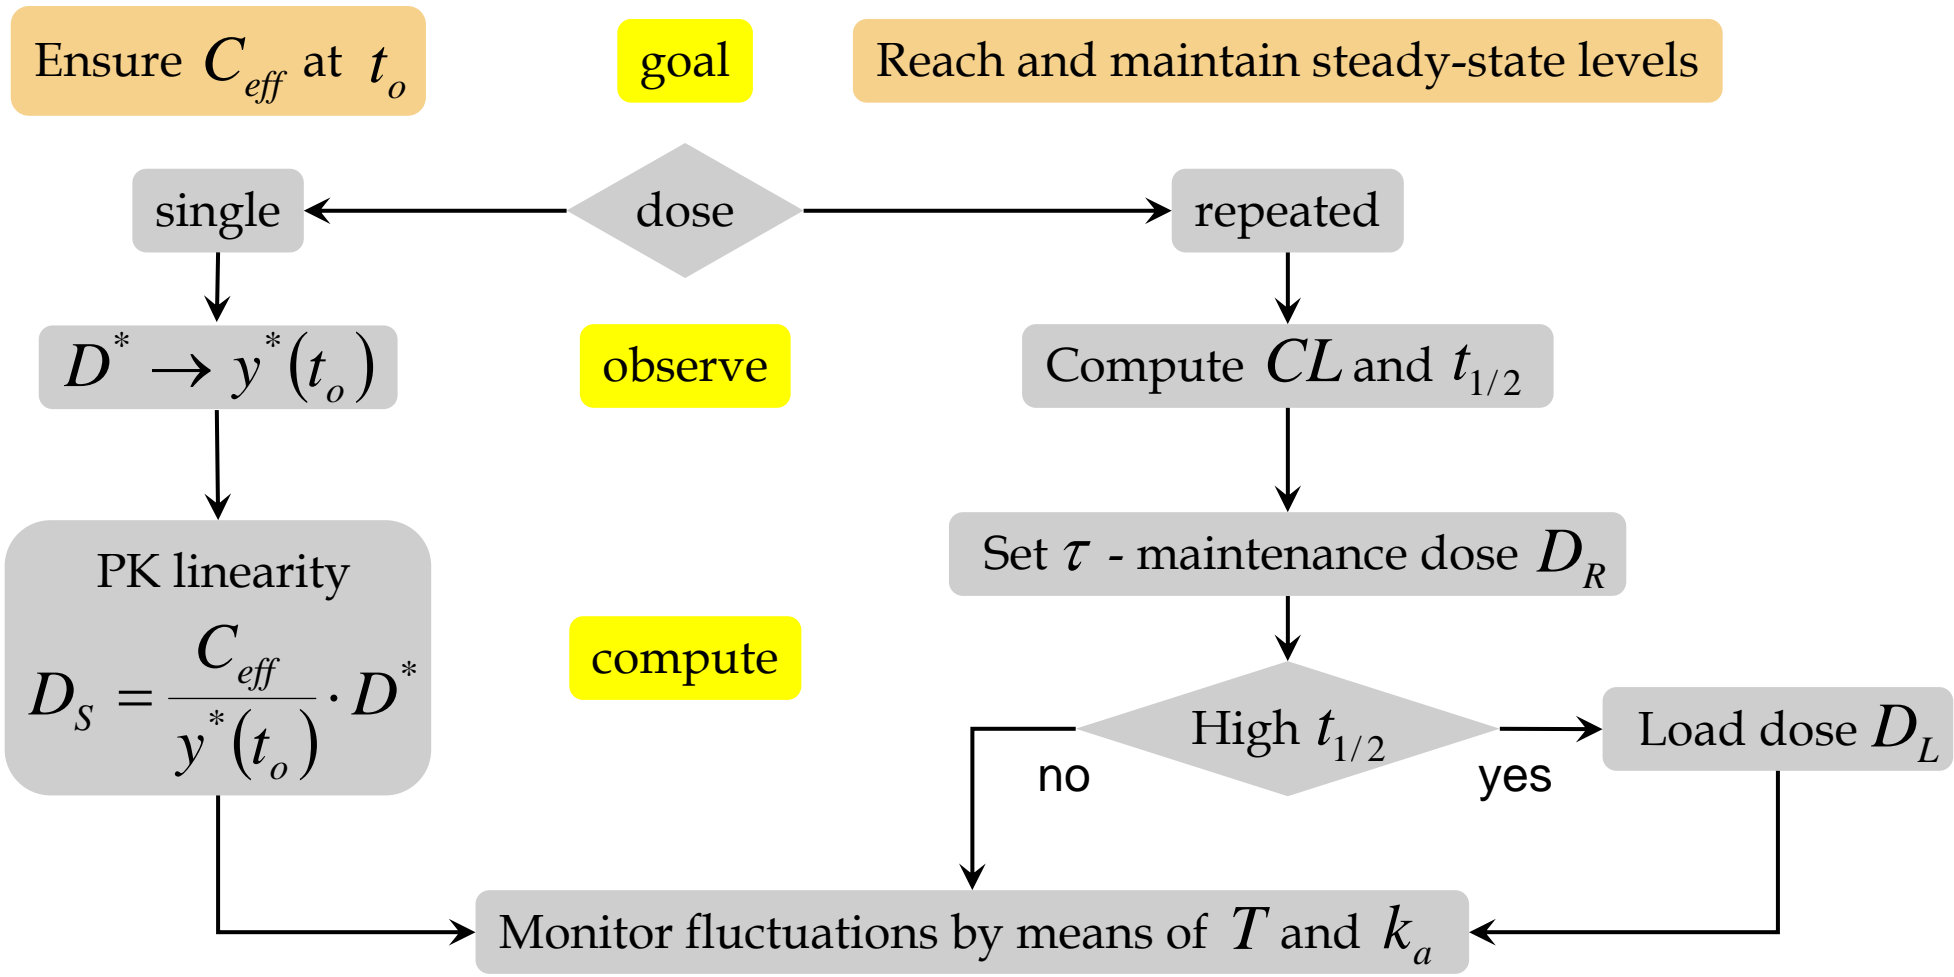 Ensure C_eff at t_o
goal
Reach and maintain steady-state levels
single
dose
repeated
D* → y*(t_o)
observe
Compute CL and t_1/2
PK linearity
D_S = C_eff / y*(t_o) · D*
compute
Set τ - maintenance dose D_R
High t_1/2
Load dose D_L
no
yes
Monitor fluctuations by means of T and k_a